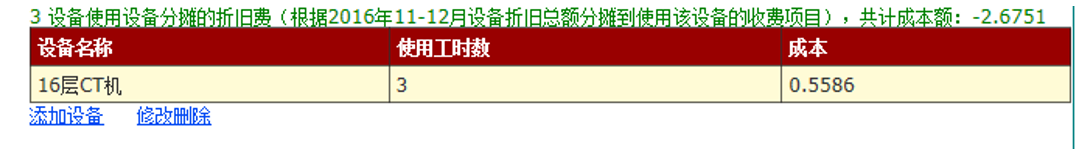 3 设备使用设备分摊的折旧费（根据2016年11-12月设备折旧总额分摊到使用该设备的收费项目），共计成本额：-2.6751
设备名称 使用工时数 成本
16层CT机 3 0.5586
添加设备 修改删除